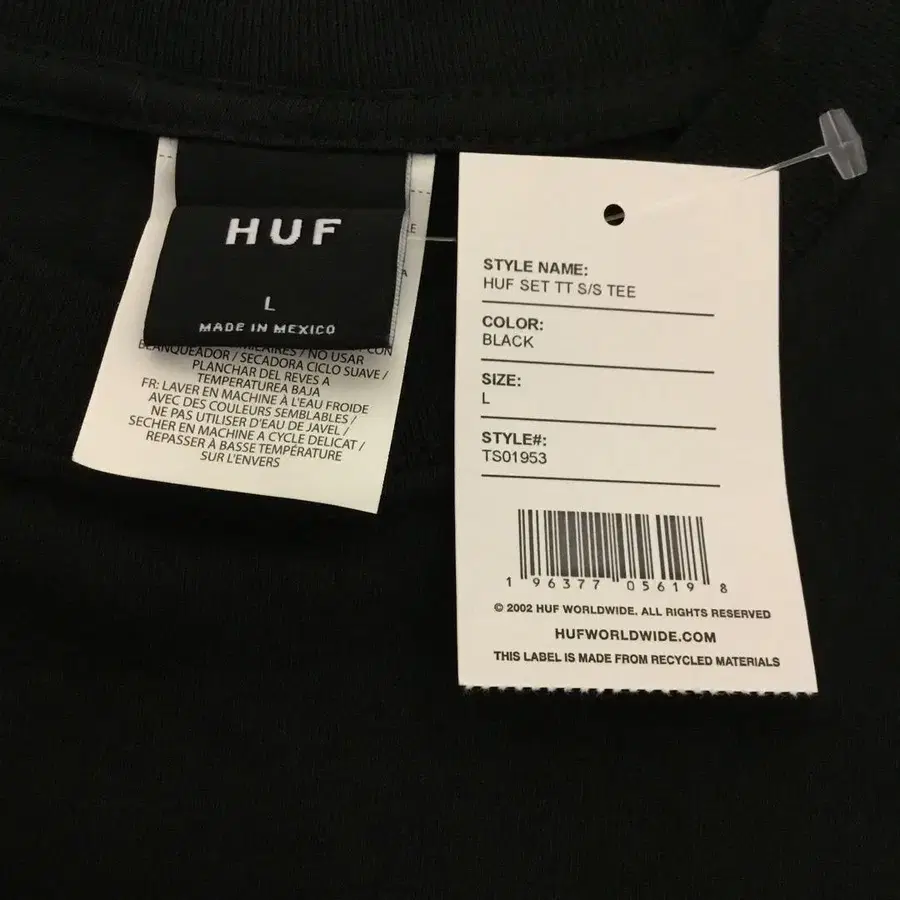 HUF
L
MADE IN MEXICO
/ NO USAR
BLANQUEADOR / SECADORA CICLO SUAVE /
PLANCHAR DEL REVES A
TEMPERATUREA BAJA
FR: LAVER EN MACHINE À L'EAU FROIDE
AVEC DES COULEURS SEMBLABLES /
NE PAS UTILISER D'EAU DE JAVEL /
SECHER EN MACHINE A CYCLE DELICAT /
REPASSER À BASSE TEMPÉRATURE
SUR L'ENVERS
STYLE NAME:
HUF SET TT S/S TEE
COLOR:
BLACK
SIZE:
L
STYLE#:
TS01953
1 96377 05619 8
© 2002 HUF WORLDWIDE. ALL RIGHTS RESERVED
HUFWORLDWIDE.COM
THIS LABEL IS MADE FROM RECYCLED MATERIALS